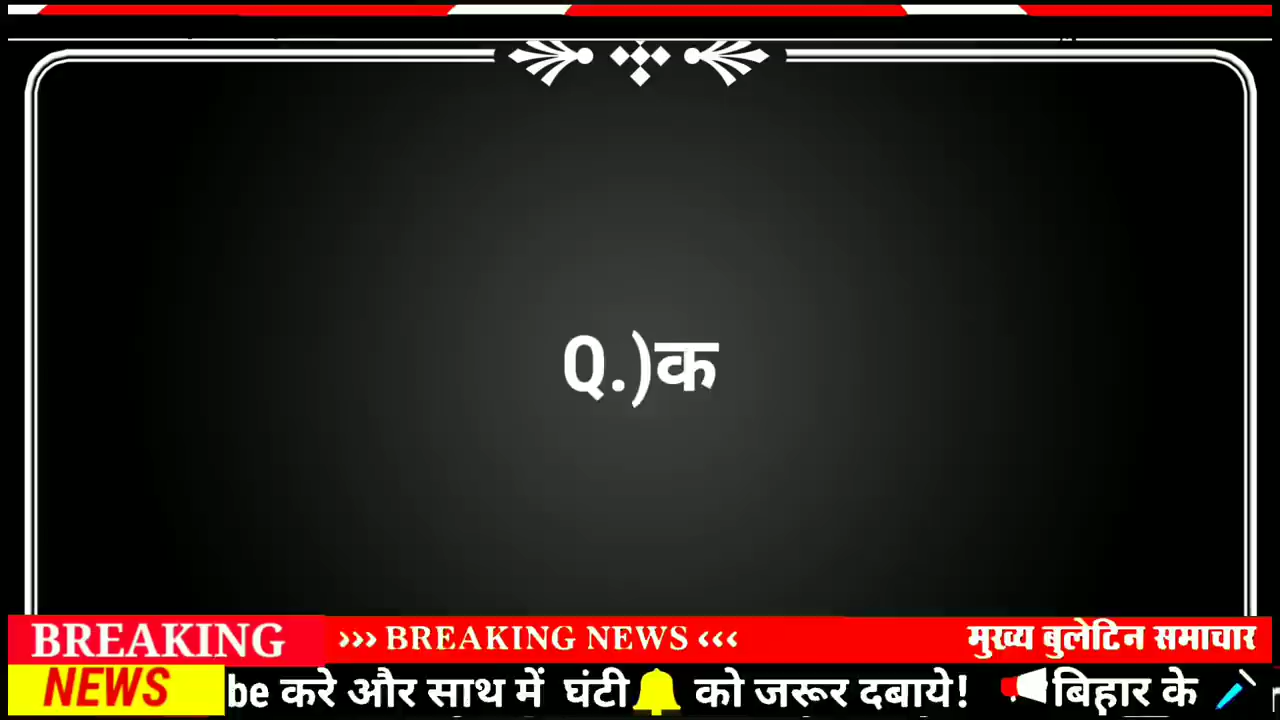 Q.)क
BREAKING
NEWS
››› BREAKING NEWS ‹‹‹
मुख्य बुलेटिन समाचार
be करे और साथ में घंटी🔔 को जरूर दबाये! 📢बिहार के